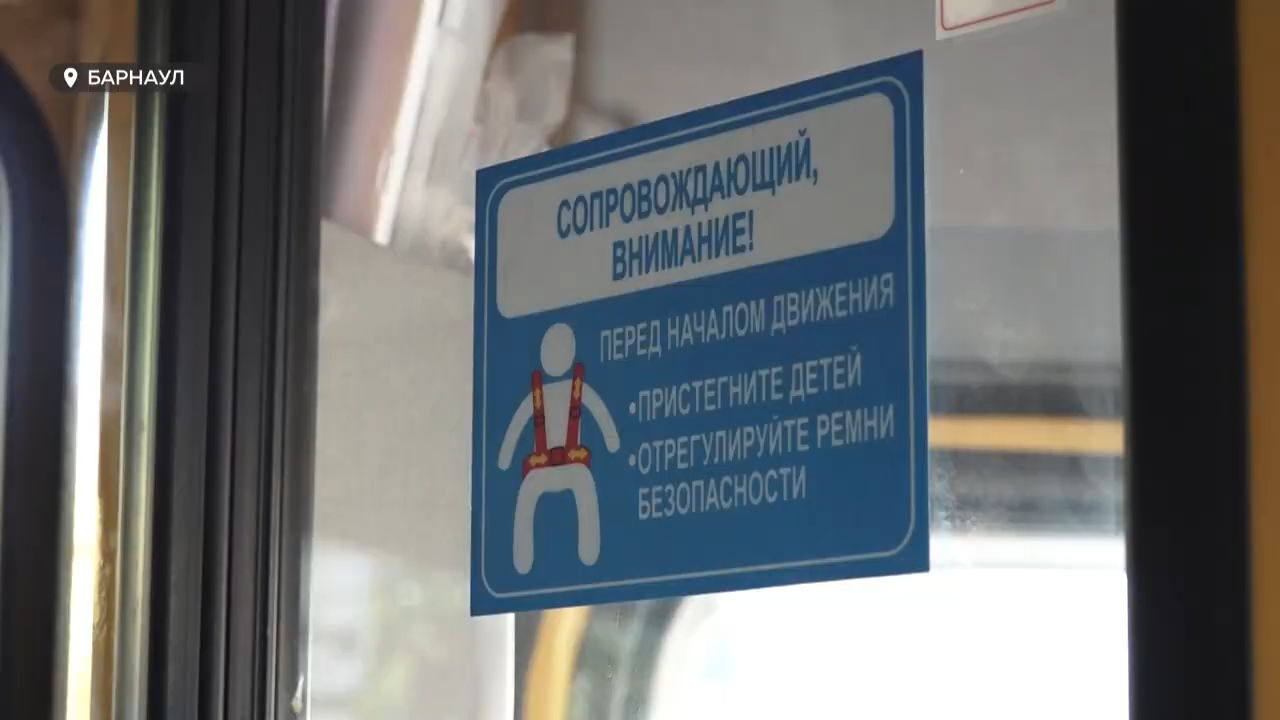 БАРНАУЛ
СОПРОВОЖДАЮЩИЙ,
ВНИМАНИЕ!
ПЕРЕД НАЧАЛОМ ДВИЖЕНИЯ
•ПРИСТЕГНИТЕ ДЕТЕЙ
•ОТРЕГУЛИРУЙТЕ РЕМНИ
БЕЗОПАСНОСТИ